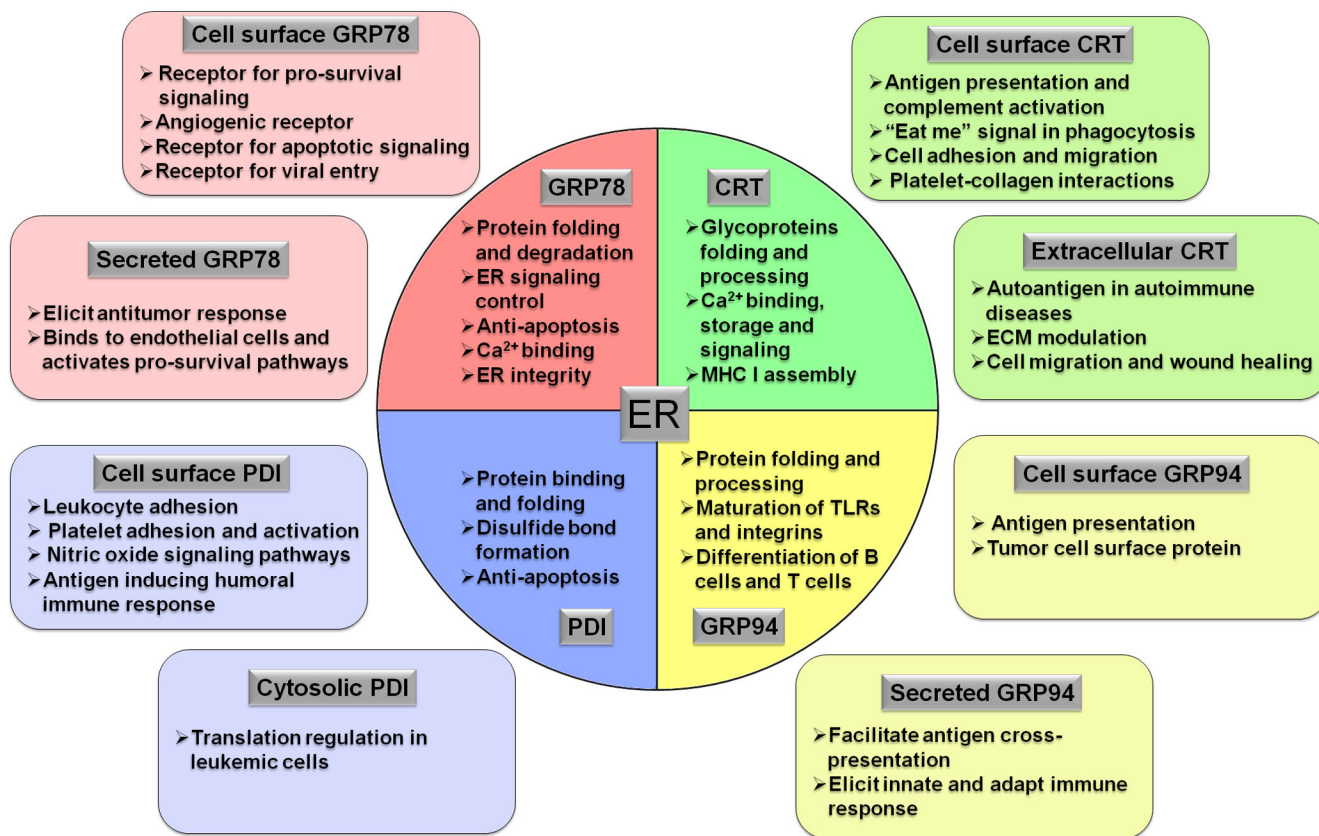 Cell surface GRP78
➢ Receptor for pro-survival
signaling
➢Angiogenic receptor
➢Receptor for apoptotic signaling
➢Receptor for viral entry
Secreted GRP78
➢Elicit antitumor response
➢Binds to endothelial cells and
activates pro-survival pathways
Cell surface PDI
➢Leukocyte adhesion
➢ Platelet adhesion and activation
➢ Nitric oxide signaling pathways
➢Antigen inducing humoral
immune response
Cytosolic PDI
➢Translation regulation in
leukemic cells
GRP78
➢Protein folding
and degradation
➢ER signaling
control
➢Anti-apoptosis
➢Ca²⁺ binding
➢ER integrity
CRT
➢Glycoproteins
folding and
processing
➢Ca²⁺ binding,
storage and
signaling
➢MHC I assembly
ER
➢Protein binding
and folding
➢Disulfide bond
formation
➢Anti-apoptosis
PDI
➢Protein folding and
processing
➢Maturation of TLRs
and integrins
➢Differentiation of B
cells and T cells
GRP94
Cell surface CRT
➢Antigen presentation and
complement activation
➢“Eat me” signal in phagocytosis
➢Cell adhesion and migration
➢ Platelet-collagen interactions
Extracellular CRT
➢Autoantigen in autoimmune
diseases
➢ECM modulation
➢Cell migration and wound healing
Cell surface GRP94
➢ Antigen presentation
➢Tumor cell surface protein
Secreted GRP94
➢Facilitate antigen cross-
presentation
➢Elicit innate and adapt immune
response